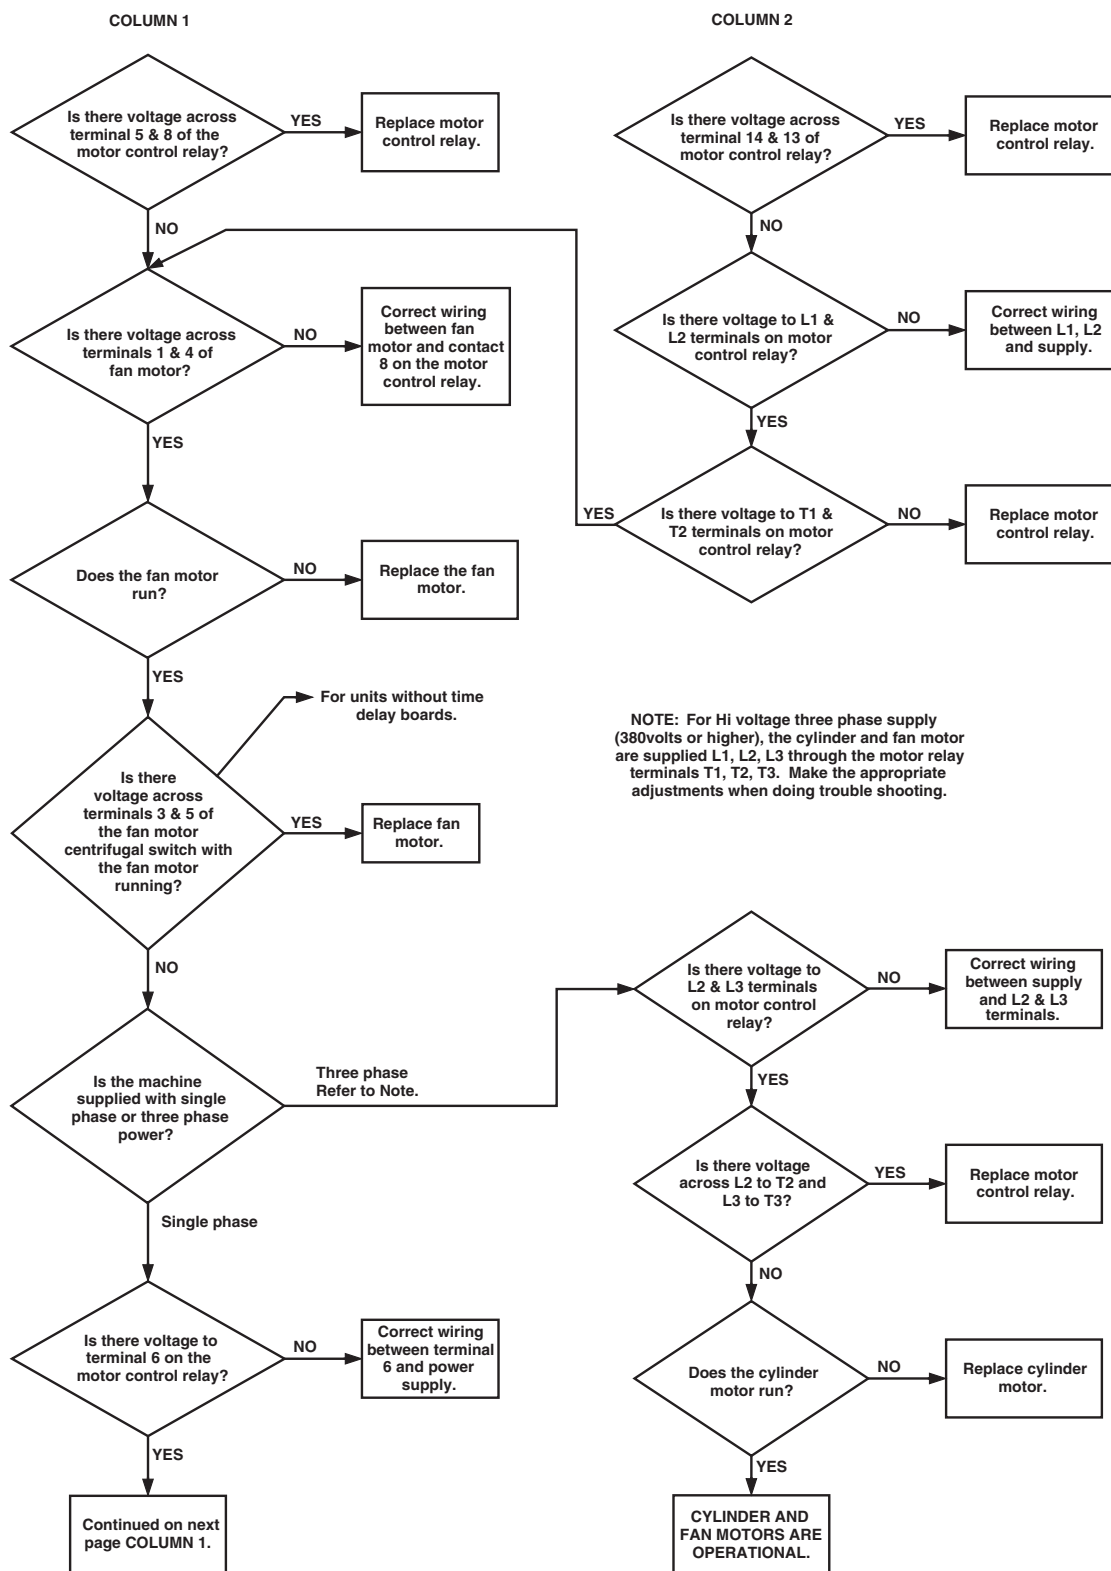 COLUMN 1
Is there voltage across
terminal 5 & 8 of the
motor control relay?
YES
Replace motor
control relay.
NO
Is there voltage across
terminals 1 & 4 of
fan motor?
NO
Correct wiring
between fan
motor and contact
8 on the motor
control relay.
YES
Does the fan motor
run?
NO
Replace the fan
motor.
YES
For units without time
delay boards.
Is there
voltage across
terminals 3 & 5 of
the fan motor
centrifugal switch with
the fan motor
running?
YES
Replace fan
motor.
NO
Is the machine
supplied with single
phase or three phase
power?
Three phase
Refer to Note.
Single phase
Is there voltage to
terminal 6 on the
motor control relay?
NO
Correct wiring
between terminal
6 and power
supply.
YES
Continued on next
page COLUMN 1.
COLUMN 2
Is there voltage across
terminal 14 & 13 of
motor control relay?
YES
Replace motor
control relay.
NO
Is there voltage to L1 &
L2 terminals on motor
control relay?
NO
Correct wiring
between L1, L2
and supply.
YES
Is there voltage to T1 &
T2 terminals on motor
control relay?
YES
NO
Replace motor
control relay.
NOTE: For Hi voltage three phase supply
(380volts or higher), the cylinder and fan motor
are supplied L1, L2, L3 through the motor relay
terminals T1, T2, T3. Make the appropriate
adjustments when doing trouble shooting.
Is there voltage to
L2 & L3 terminals
on motor control
relay?
NO
Correct wiring
between supply
and L2 & L3
terminals.
YES
Is there voltage
across L2 to T2 and
L3 to T3?
YES
Replace motor
control relay.
NO
Does the cylinder
motor run?
NO
Replace cylinder
motor.
YES
CYLINDER AND
FAN MOTORS ARE
OPERATIONAL.